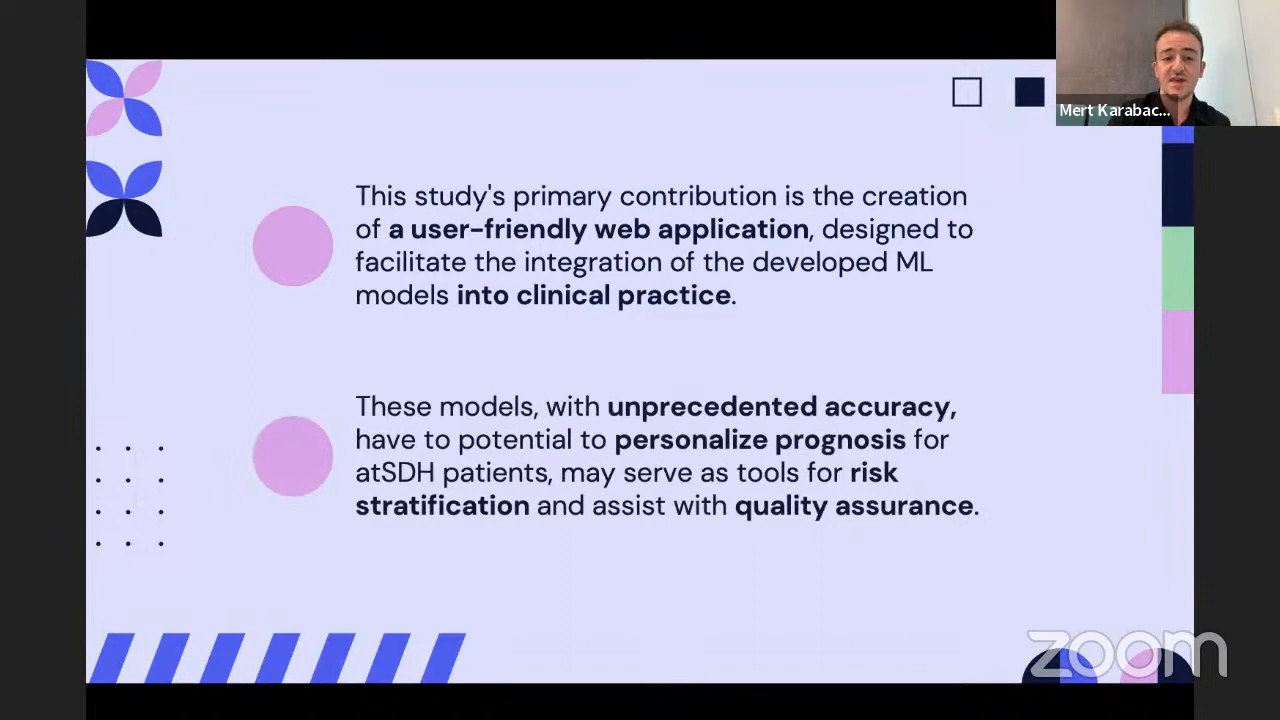 Mert Karabac...
This study's primary contribution is the creation
of a user-friendly web application, designed to
facilitate the integration of the developed ML
models into clinical practice.
These models, with unprecedented accuracy,
have to potential to personalize prognosis for
atSDH patients, may serve as tools for risk
stratification and assist with quality assurance.
zoom